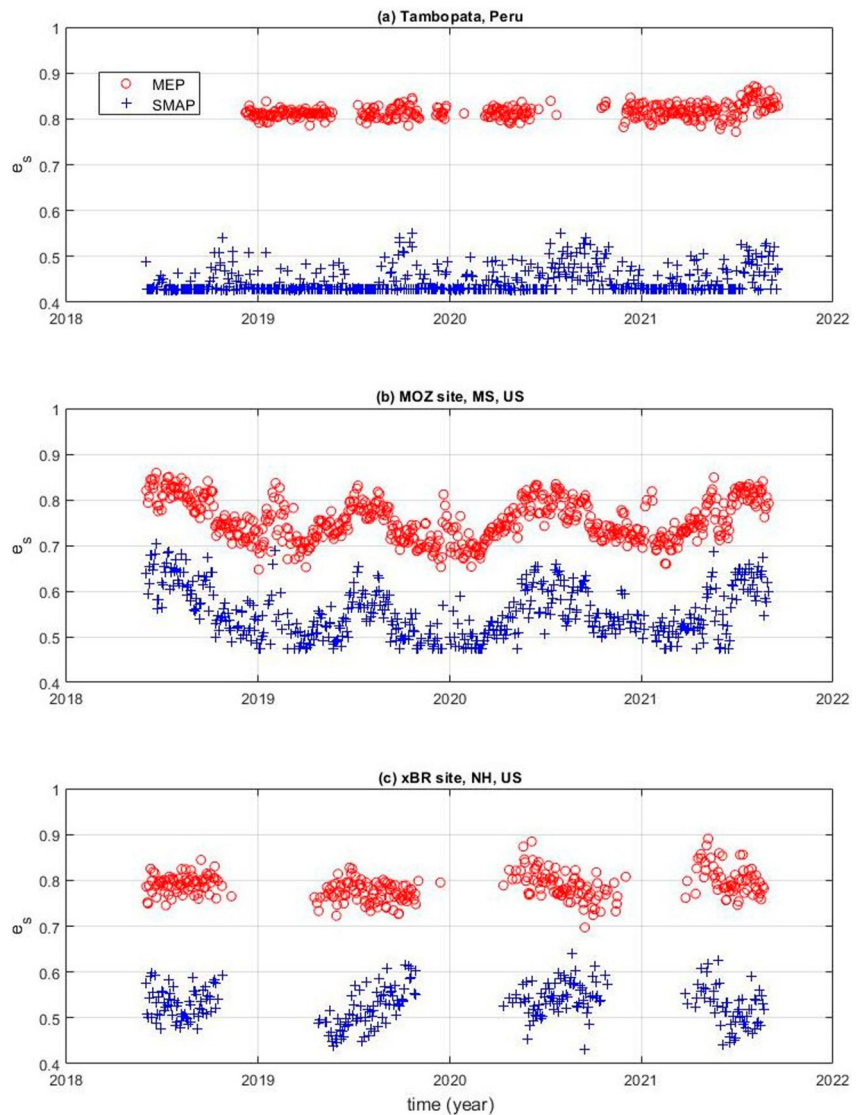 (a) Tambopata, Peru
1
0.9
0.8
0.7
0.6
0.5
0.4
e_s
MEP
SMAP
2018 2019 2020 2021 2022
(b) MOZ site, MS, US
1
0.9
0.8
0.7
0.6
0.5
0.4
e_s
2018 2019 2020 2021 2022
(c) xBR site, NH, US
1
0.9
0.8
0.7
0.6
0.5
0.4
e_s
2018 2019 2020 2021 2022
time (year)